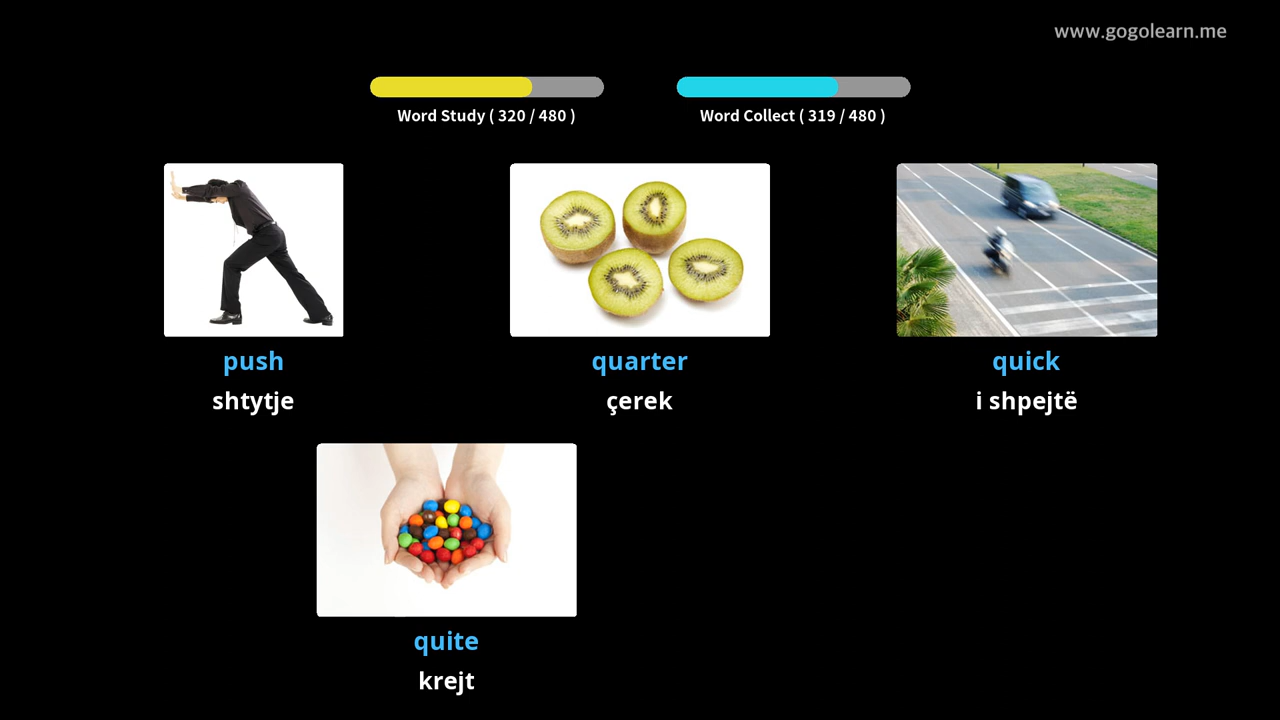 www.gogolearn.me
Word Study ( 320 / 480 )
Word Collect ( 319 / 480 )
push
shtytje
quarter
çerek
quick
i shpejtë
quite
krejt